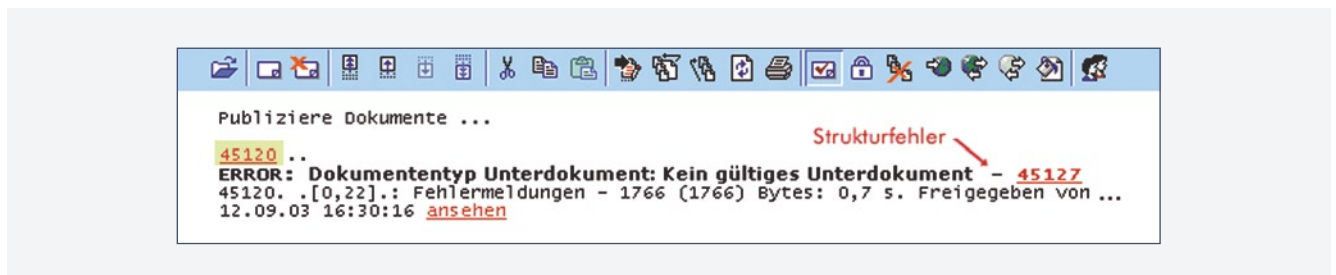 Publiziere Dokumente ...
Strukturfehler
45120 ..
ERROR: Dokumententyp Unterdokument: Kein gültiges Unterdokument - 45127
45120. .[0,22].: Fehlermeldungen - 1766 (1766) Bytes: 0,7 s. Freigegeben von ...
12.09.03 16:30:16 ansehen